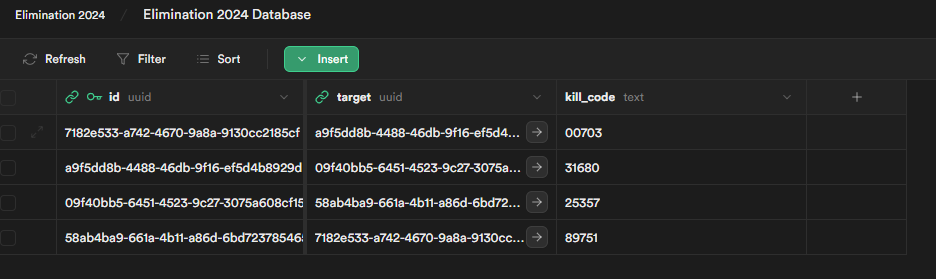 Elimination 2024 / Elimination 2024 Database
Refresh Filter Sort Insert
id uuid target uuid kill_code text +
7182e533-a742-4670-9a8a-9130cc2185cf a9f5dd8b-4488-46db-9f16-ef5d4... 00703
a9f5dd8b-4488-46db-9f16-ef5d4b8929d 09f40bb5-6451-4523-9c27-3075a... 31680
09f40bb5-6451-4523-9c27-3075a608cf15 58ab4ba9-661a-4b11-a86d-6bd72... 25357
58ab4ba9-661a-4b11-a86d-6bd72378546 7182e533-a742-4670-9a8a-9130cc... 89751